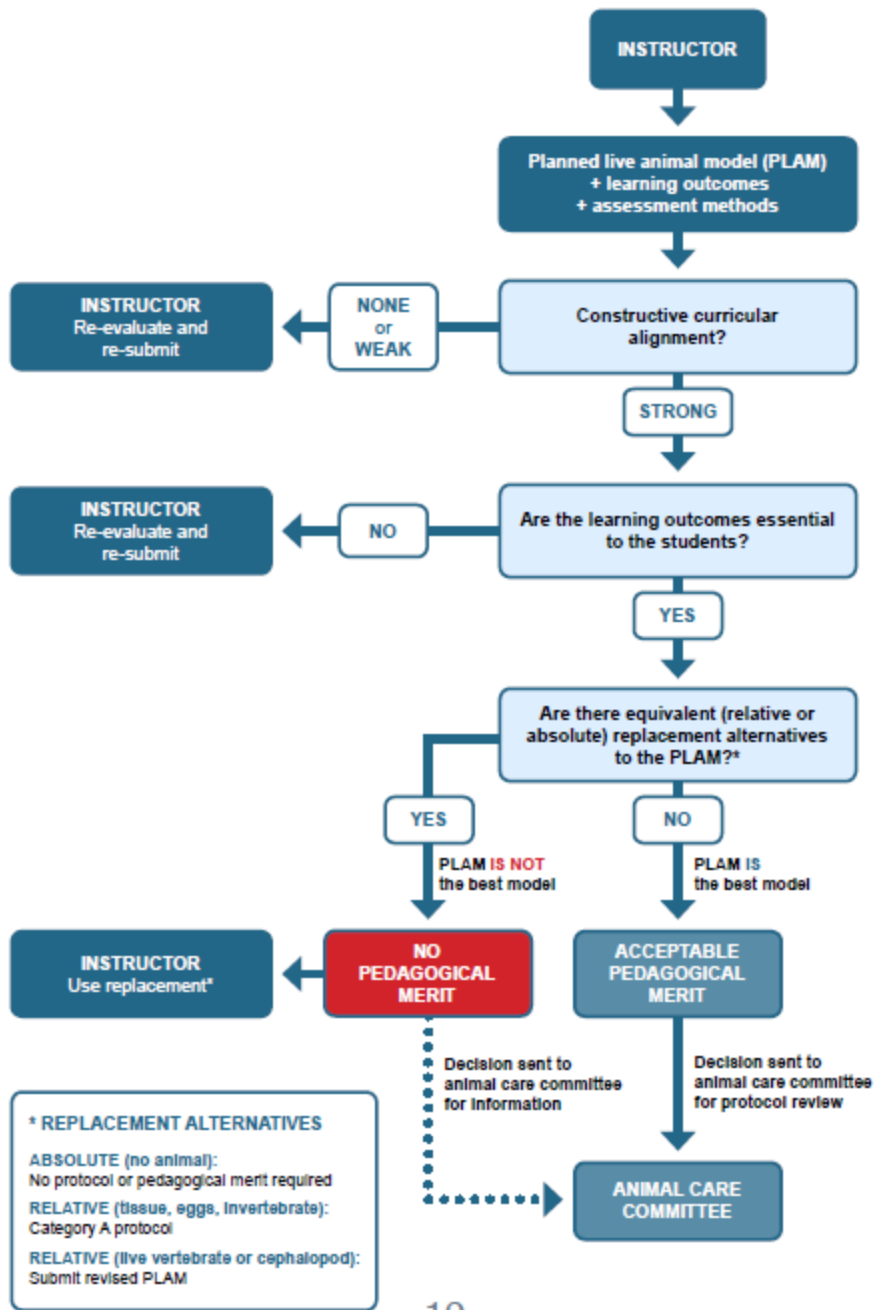 INSTRUCTOR
Planned live animal model (PLAM)
+ learning outcomes
+ assessment methods
INSTRUCTOR
Re-evaluate and
re-submit
NONE
or
WEAK
Constructive curricular
alignment?
STRONG
INSTRUCTOR
Re-evaluate and
re-submit
NO
Are the learning outcomes essential
to the students?
YES
Are there equivalent (relative or
absolute) replacement alternatives
to the PLAM?*
YES
NO
PLAM IS NOT
the best model
PLAM IS
the best model
INSTRUCTOR
Use replacement*
NO
PEDAGOGICAL
MERIT
ACCEPTABLE
PEDAGOGICAL
MERIT
Decision sent to
animal care committee
for information
Decision sent to
animal care committee
for protocol review
* REPLACEMENT ALTERNATIVES
ABSOLUTE (no animal):
No protocol or pedagogical merit required
RELATIVE (tissue, eggs, invertebrate):
Category A protocol
RELATIVE (live vertebrate or cephalopod):
Submit revised PLAM
ANIMAL CARE
COMMITTEE